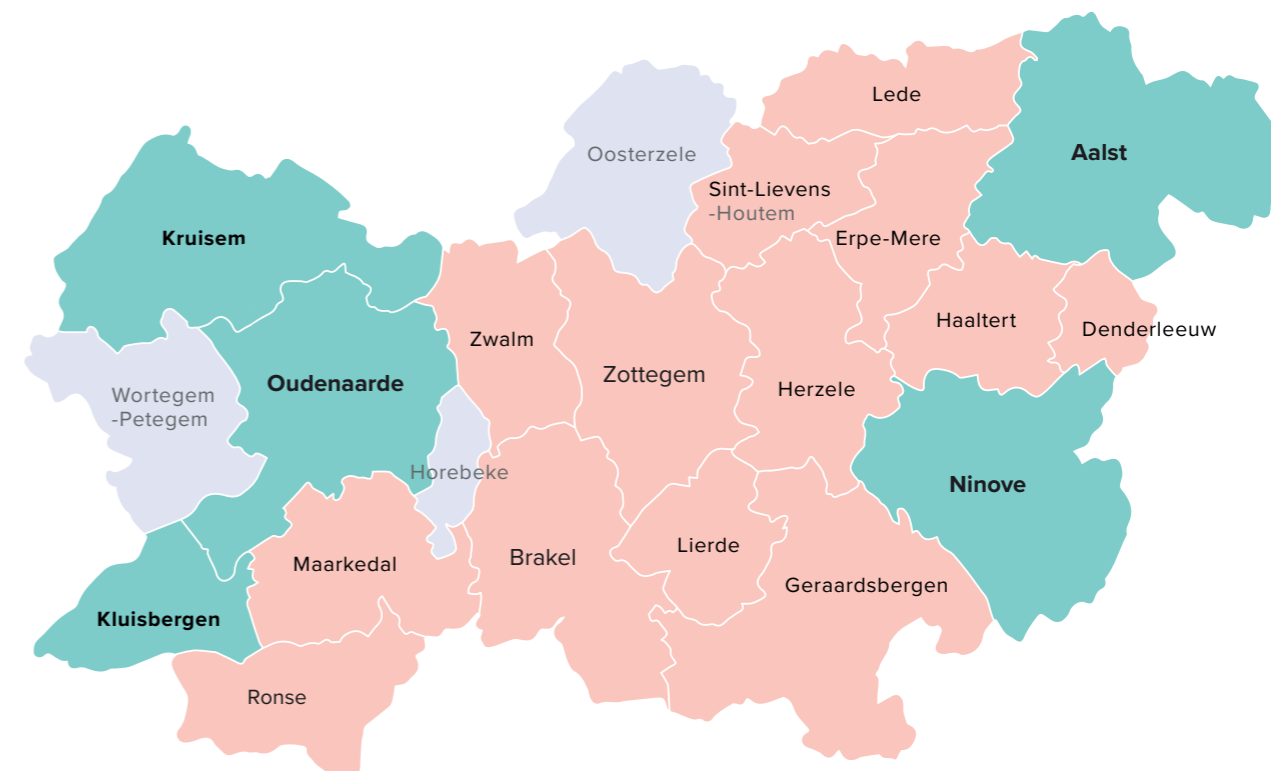 Lede
Aalst
Oosterzele
Sint-Lievens
-Houtem
Kruisem
Erpe-Mere
Haaltert
Denderleeuw
Zwalm
Zottegem
Oudenaarde
Herzele
Wortegem
-Petegem
Horebeke
Ninove
Lierde
Brakel
Maarkedal
Geraardsbergen
Kluisbergen
Ronse